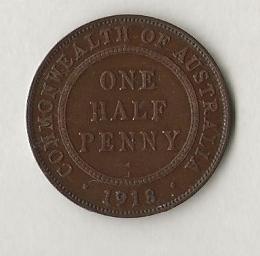 COMMONWEALTH OF AUSTRALIA
ONE
HALF
PENNY
1918